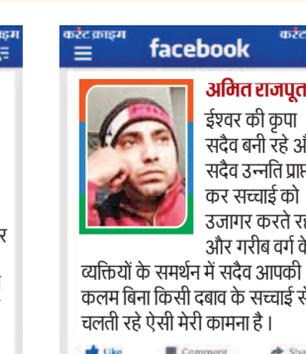 करंट क्राइम
facebook
अमित राजपूत
ईश्वर की कृपा
सदैव बनी रहे
सदैव उन्नति
कर सच्चाई को
उजागर करते
और गरीब वर्ग
व्यक्तियों के समर्थन में सदैव आपकी
कलम बिना किसी दबाव के सच्चाई
चलती रहे ऐसी मेरी कामना है ।
Like Comment